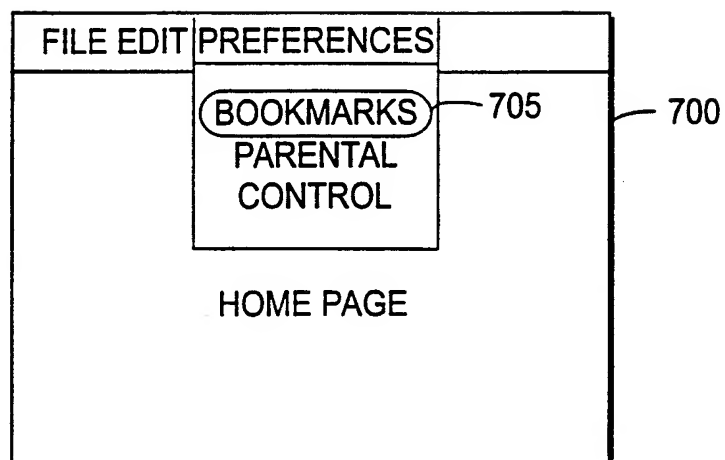 FILE EDIT PREFERENCES
BOOKMARKS 705
700
PARENTAL
CONTROL
HOME PAGE